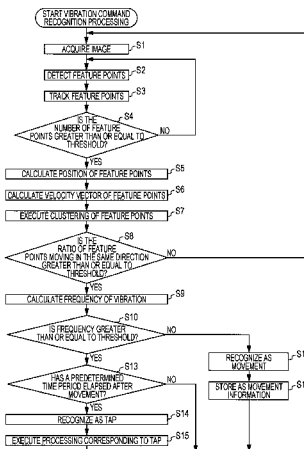 START VIBRATION COMMAND
RECOGNITION PROCESSING
ACQUIRE IMAGE
S1
DETECT FEATURE POINTS
S2
TRACK FEATURE POINTS
S3
S4
IS THE
NUMBER OF FEATURE
POINTS GREATER THAN OR EQUAL TO
THRESHOLD?
NO
YES
CALCULATE POSITION OF FEATURE POINTS
S5
CALCULATE VELOCITY VECTOR OF FEATURE POINTS
S6
EXECUTE CLUSTERING OF FEATURE POINTS
S7
S8
IS THE
RATIO OF FEATURE
POINTS MOVING IN THE SAME DIRECTION
GREATER THAN OR EQUAL TO
THRESHOLD?
NO
YES
CALCULATE FREQUENCY OF VIBRATION
S9
S10
IS FREQUENCY GREATER
THAN OR EQUAL TO THRESHOLD?
NO
YES
RECOGNIZE AS
MOVEMENT
STORE AS MOVEMENT
INFORMATION
S13
HAS A PREDETERMINED
TIME PERIOD ELAPSED AFTER
MOVEMENT?
NO
YES
RECOGNIZE AS TAP
S14
EXECUTE PROCESSING CORRESPONDING TO TAP
S15